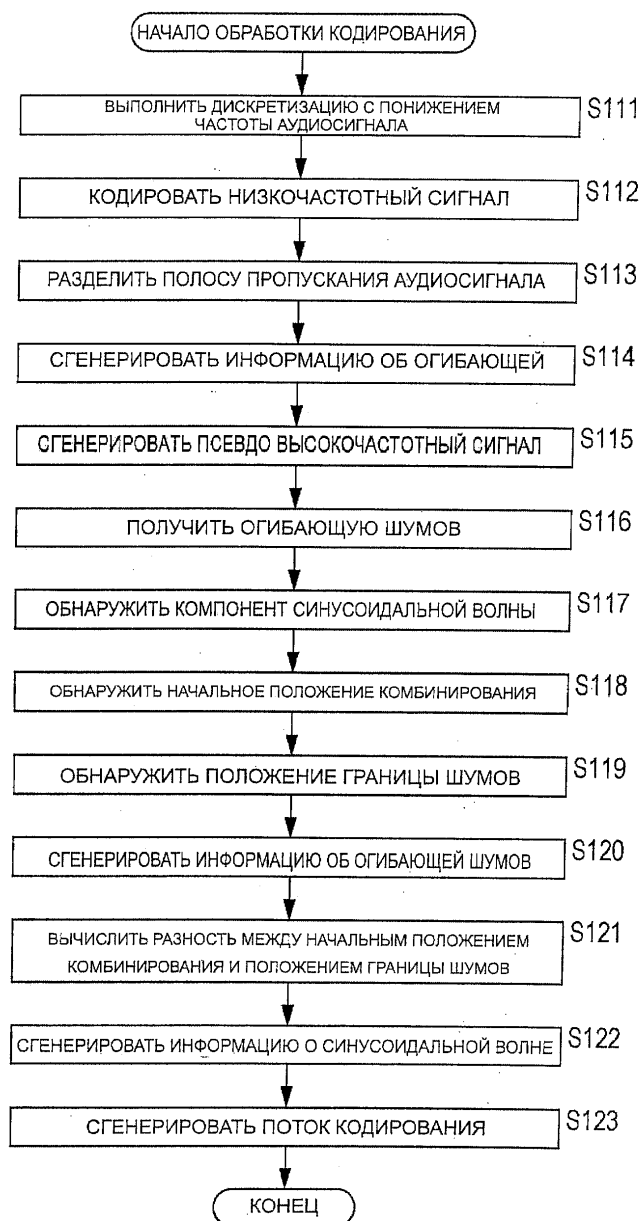 НАЧАЛО ОБРАБОТКИ КОДИРОВАНИЯ
ВЫПОЛНИТЬ ДИСКРЕТИЗАЦИЮ С ПОНИЖЕНИЕМ
ЧАСТОТЫ АУДИОСИГНАЛА
S111
КОДИРОВАТЬ НИЗКОЧАСТОТНЫЙ СИГНАЛ
S112
РАЗДЕЛИТЬ ПОЛОСУ ПРОПУСКАНИЯ АУДИОСИГНАЛА
S113
СГЕНЕРИРОВАТЬ ИНФОРМАЦИЮ ОБ ОГИБАЮЩЕЙ
S114
СГЕНЕРИРОВАТЬ ПСЕВДО ВЫСОКОЧАСТОТНЫЙ СИГНАЛ
S115
ПОЛУЧИТЬ ОГИБАЮЩУЮ ШУМОВ
S116
ОБНАРУЖИТЬ КОМПОНЕНТ СИНУСОИДАЛЬНОЙ ВОЛНЫ
S117
ОБНАРУЖИТЬ НАЧАЛЬНОЕ ПОЛОЖЕНИЕ КОМБИНИРОВАНИЯ
S118
ОБНАРУЖИТЬ ПОЛОЖЕНИЕ ГРАНИЦЫ ШУМОВ
S119
СГЕНЕРИРОВАТЬ ИНФОРМАЦИЮ ОБ ОГИБАЮЩЕЙ ШУМОВ
S120
ВЫЧИСЛИТЬ РАЗНОСТЬ МЕЖДУ НАЧАЛЬНЫМ ПОЛОЖЕНИЕМ
КОМБИНИРОВАНИЯ И ПОЛОЖЕНИЕМ ГРАНИЦЫ ШУМОВ
S121
СГЕНЕРИРОВАТЬ ИНФОРМАЦИЮ О СИНУСОИДАЛЬНОЙ ВОЛНЕ
S122
СГЕНЕРИРОВАТЬ ПОТОК КОДИРОВАНИЯ
S123
КОНЕЦ